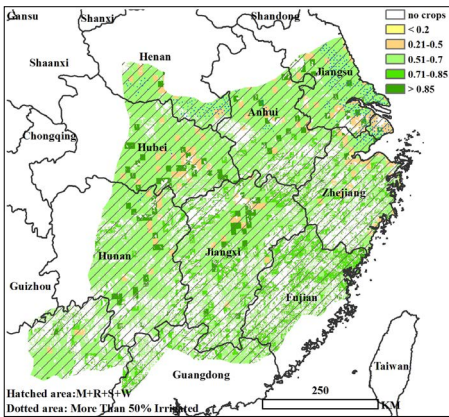 Gansu
Shanxi
Shandong
Henan
Shaanxi
Jiangsu
Anhui
Chongqing
Hubei
Zhejiang
Hunan
Jiangxi
Guizhou
Fujian
Guangdong
Taiwan
no crops
< 0.2
0.21-0.5
0.51-0.7
0.71-0.85
> 0.85
Hatched area:M+R+S+W
Dotted area: More Than 50% Irrigated
250
KM